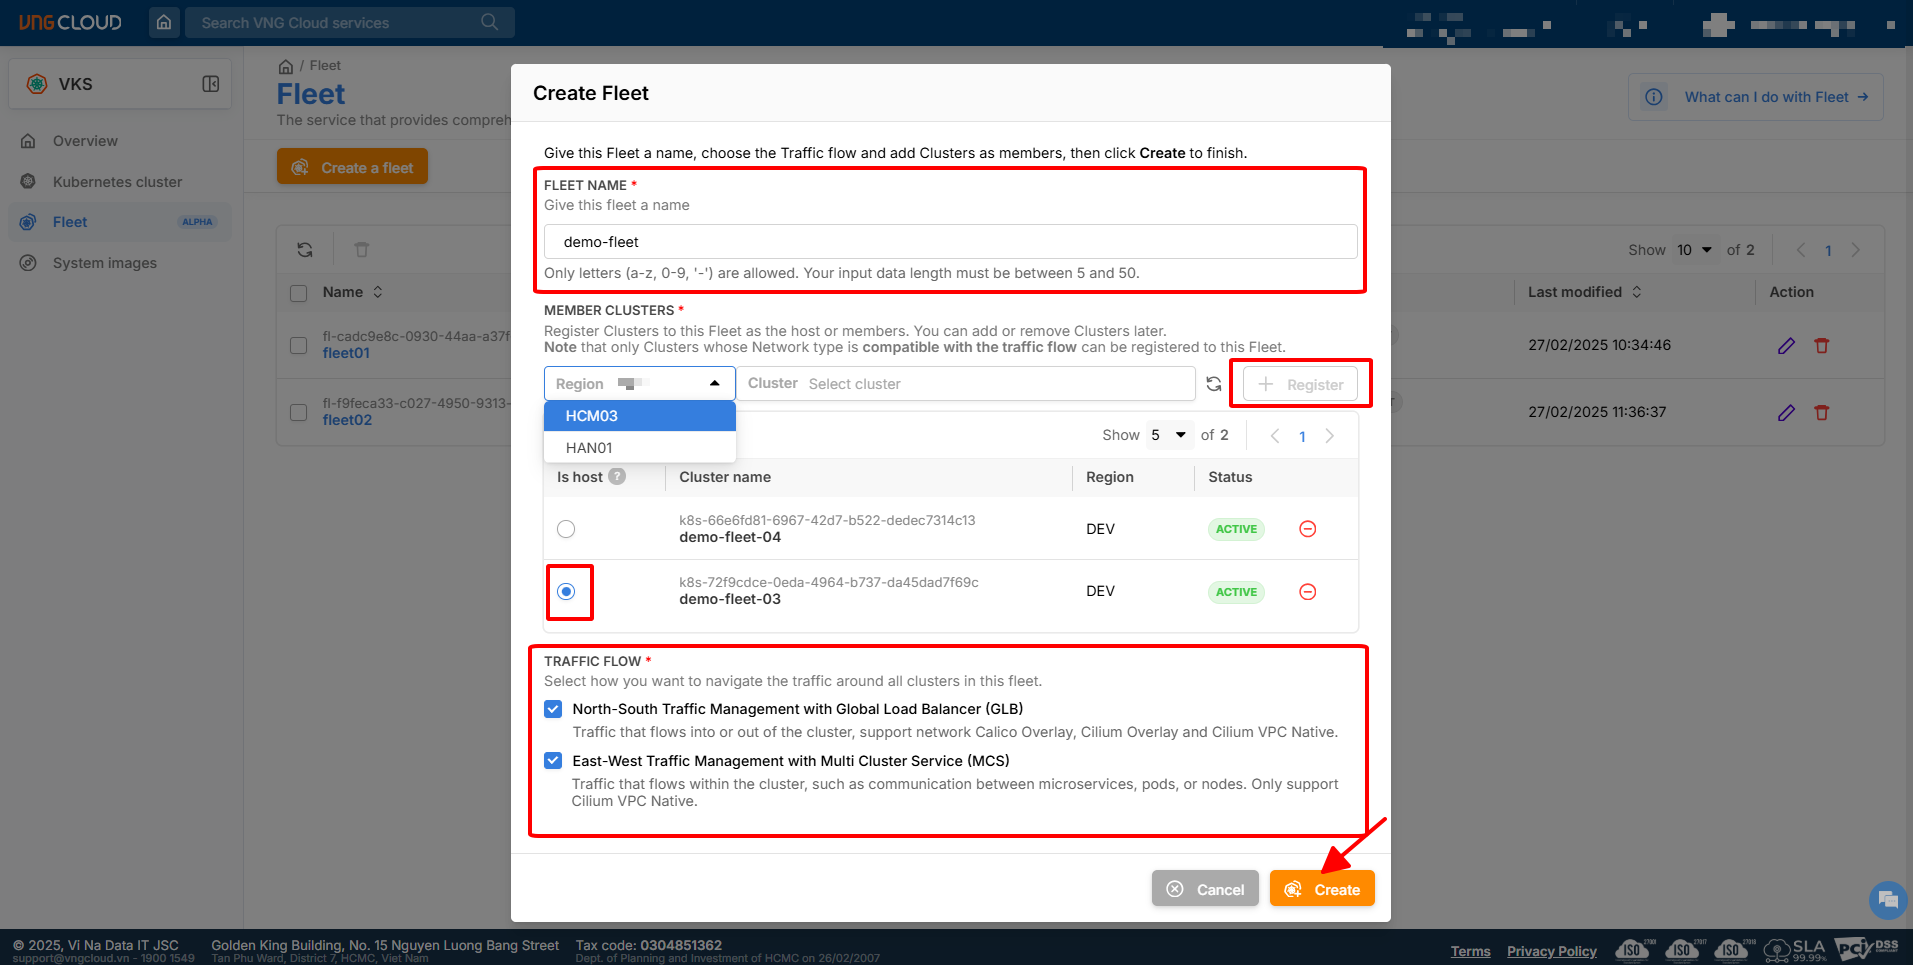 VNG CLOUD
Search VNG Cloud services
VKS
Overview
Kubernetes cluster
Fleet ALPHA
System images
/ Fleet
Fleet
The service that provides compreh
What can I do with Fleet →
Create a fleet
Show 10 of 2 1
Name Last modified Action
fl-cadc9e8c-0930-44aa-a37f
fleet01
27/02/2025 10:34:46
fl-f9feca33-c027-4950-9313-
fleet02
27/02/2025 11:36:37
Create Fleet
Give this Fleet a name, choose the Traffic flow and add Clusters as members, then click Create to finish.
FLEET NAME *
Give this fleet a name
demo-fleet
Only letters (a-z, 0-9, '-') are allowed. Your input data length must be between 5 and 50.
MEMBER CLUSTERS *
Register Clusters to this Fleet as the host or members. You can add or remove Clusters later.
Note that only Clusters whose Network type is compatible with the traffic flow can be registered to this Fleet.
Region Cluster Select cluster + Register
HCM03
HAN01
Show 5 of 2 1
Is host ? Cluster name Region Status
k8s-66e6fd81-6967-42d7-b522-dedec7314c13
demo-fleet-04
DEV ACTIVE
k8s-72f9cdce-0eda-4964-b737-da45dad7f69c
demo-fleet-03
DEV ACTIVE
TRAFFIC FLOW *
Select how you want to navigate the traffic around all clusters in this fleet.
North-South Traffic Management with Global Load Balancer (GLB)
Traffic that flows into or out of the cluster, support network Calico Overlay, Cilium Overlay and Cilium VPC Native.
East-West Traffic Management with Multi Cluster Service (MCS)
Traffic that flows within the cluster, such as communication between microservices, pods, or nodes. Only support
Cilium VPC Native.
Cancel Create
© 2025, Vi Na Data IT JSC
support@vngcloud.vn - 1900 1549
Golden King Building, No. 15 Nguyen Luong Bang Street
Tan Phu Ward, District 7, HCMC, Viet Nam
Tax code: 0304851362
Dept. of Planning and Investment of HCMC on 26/02/2007
Terms Privacy Policy
ISO 27001
ISO 27017
ISO 27018
SLA
99.99%
PCI DSS